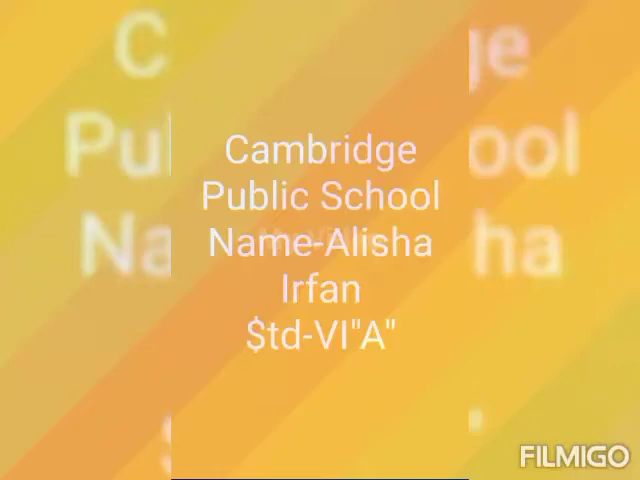 Cambridge
Public School
Name-Alisha
Irfan
$td-VI"A"
FILMIGO